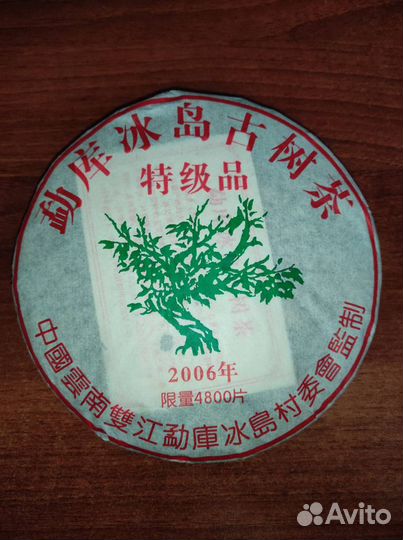 勐库冰岛古树茶
特级品
2006年
限量4800片
中國雲南雙江勐庫冰島村委會監制
Avito